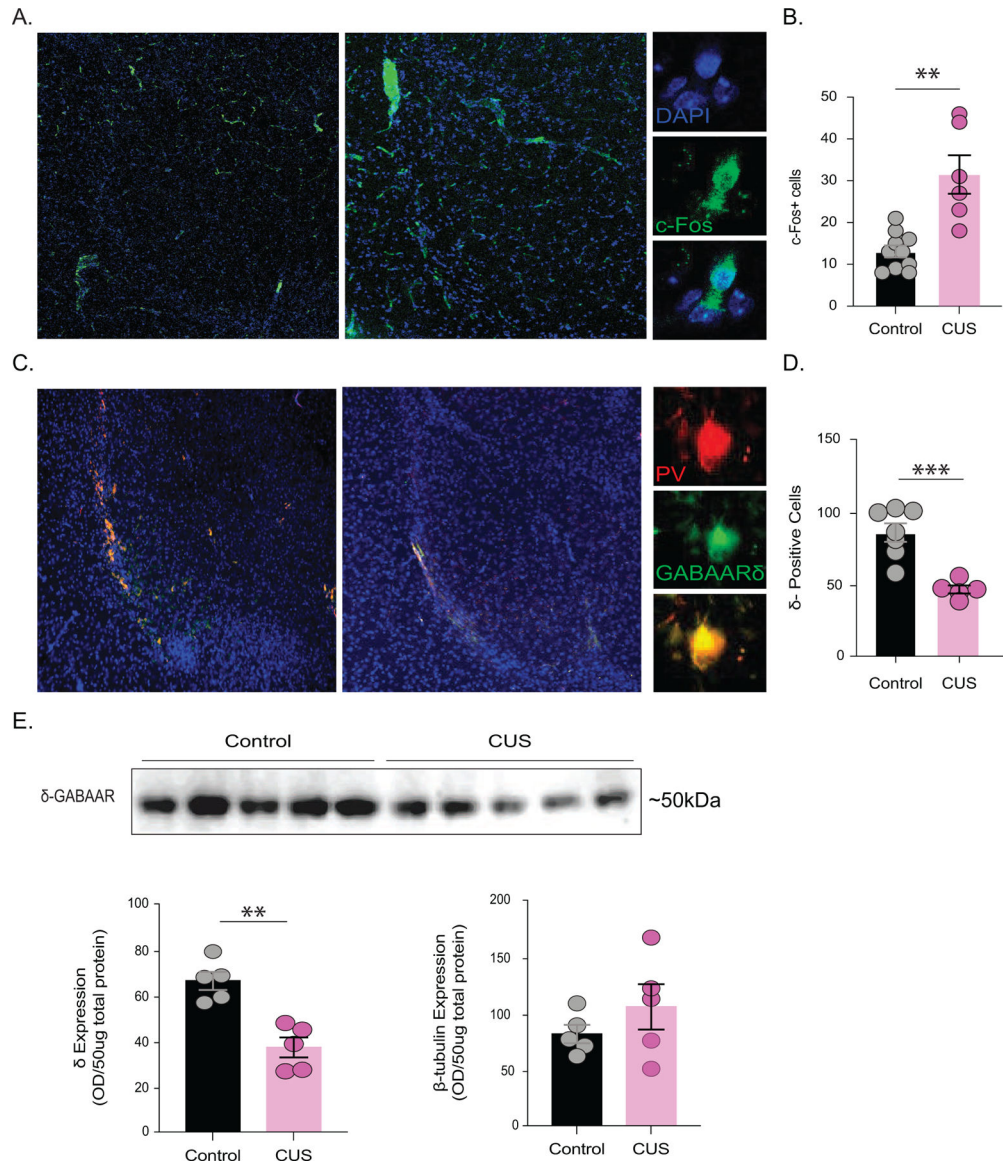 A.
DAPI
c-Fos
B.
**
c-Fos+ cells
50
40
30
20
10
0
Control
CUS
C.
PV
GABAARδ
D.
***
δ- Positive Cells
150
100
50
0
Control
CUS
E.
Control
CUS
δ-GABAAR
~50kDa
**
δ Expression
(OD/50ug total protein)
100
80
60
40
20
0
Control
CUS
β-tubulin Expression
(OD/50ug total protein)
200
150
100
50
0
Control
CUS